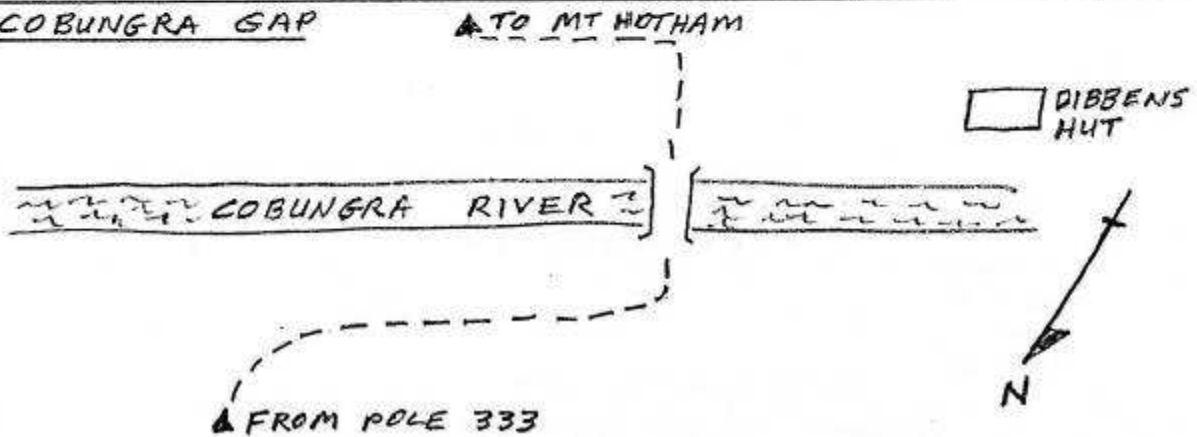 COBUNGRA GAP
TO MT HOTHAM
DIBBENS
HUT
COBUNGRA RIVER
N
FROM POLE 333